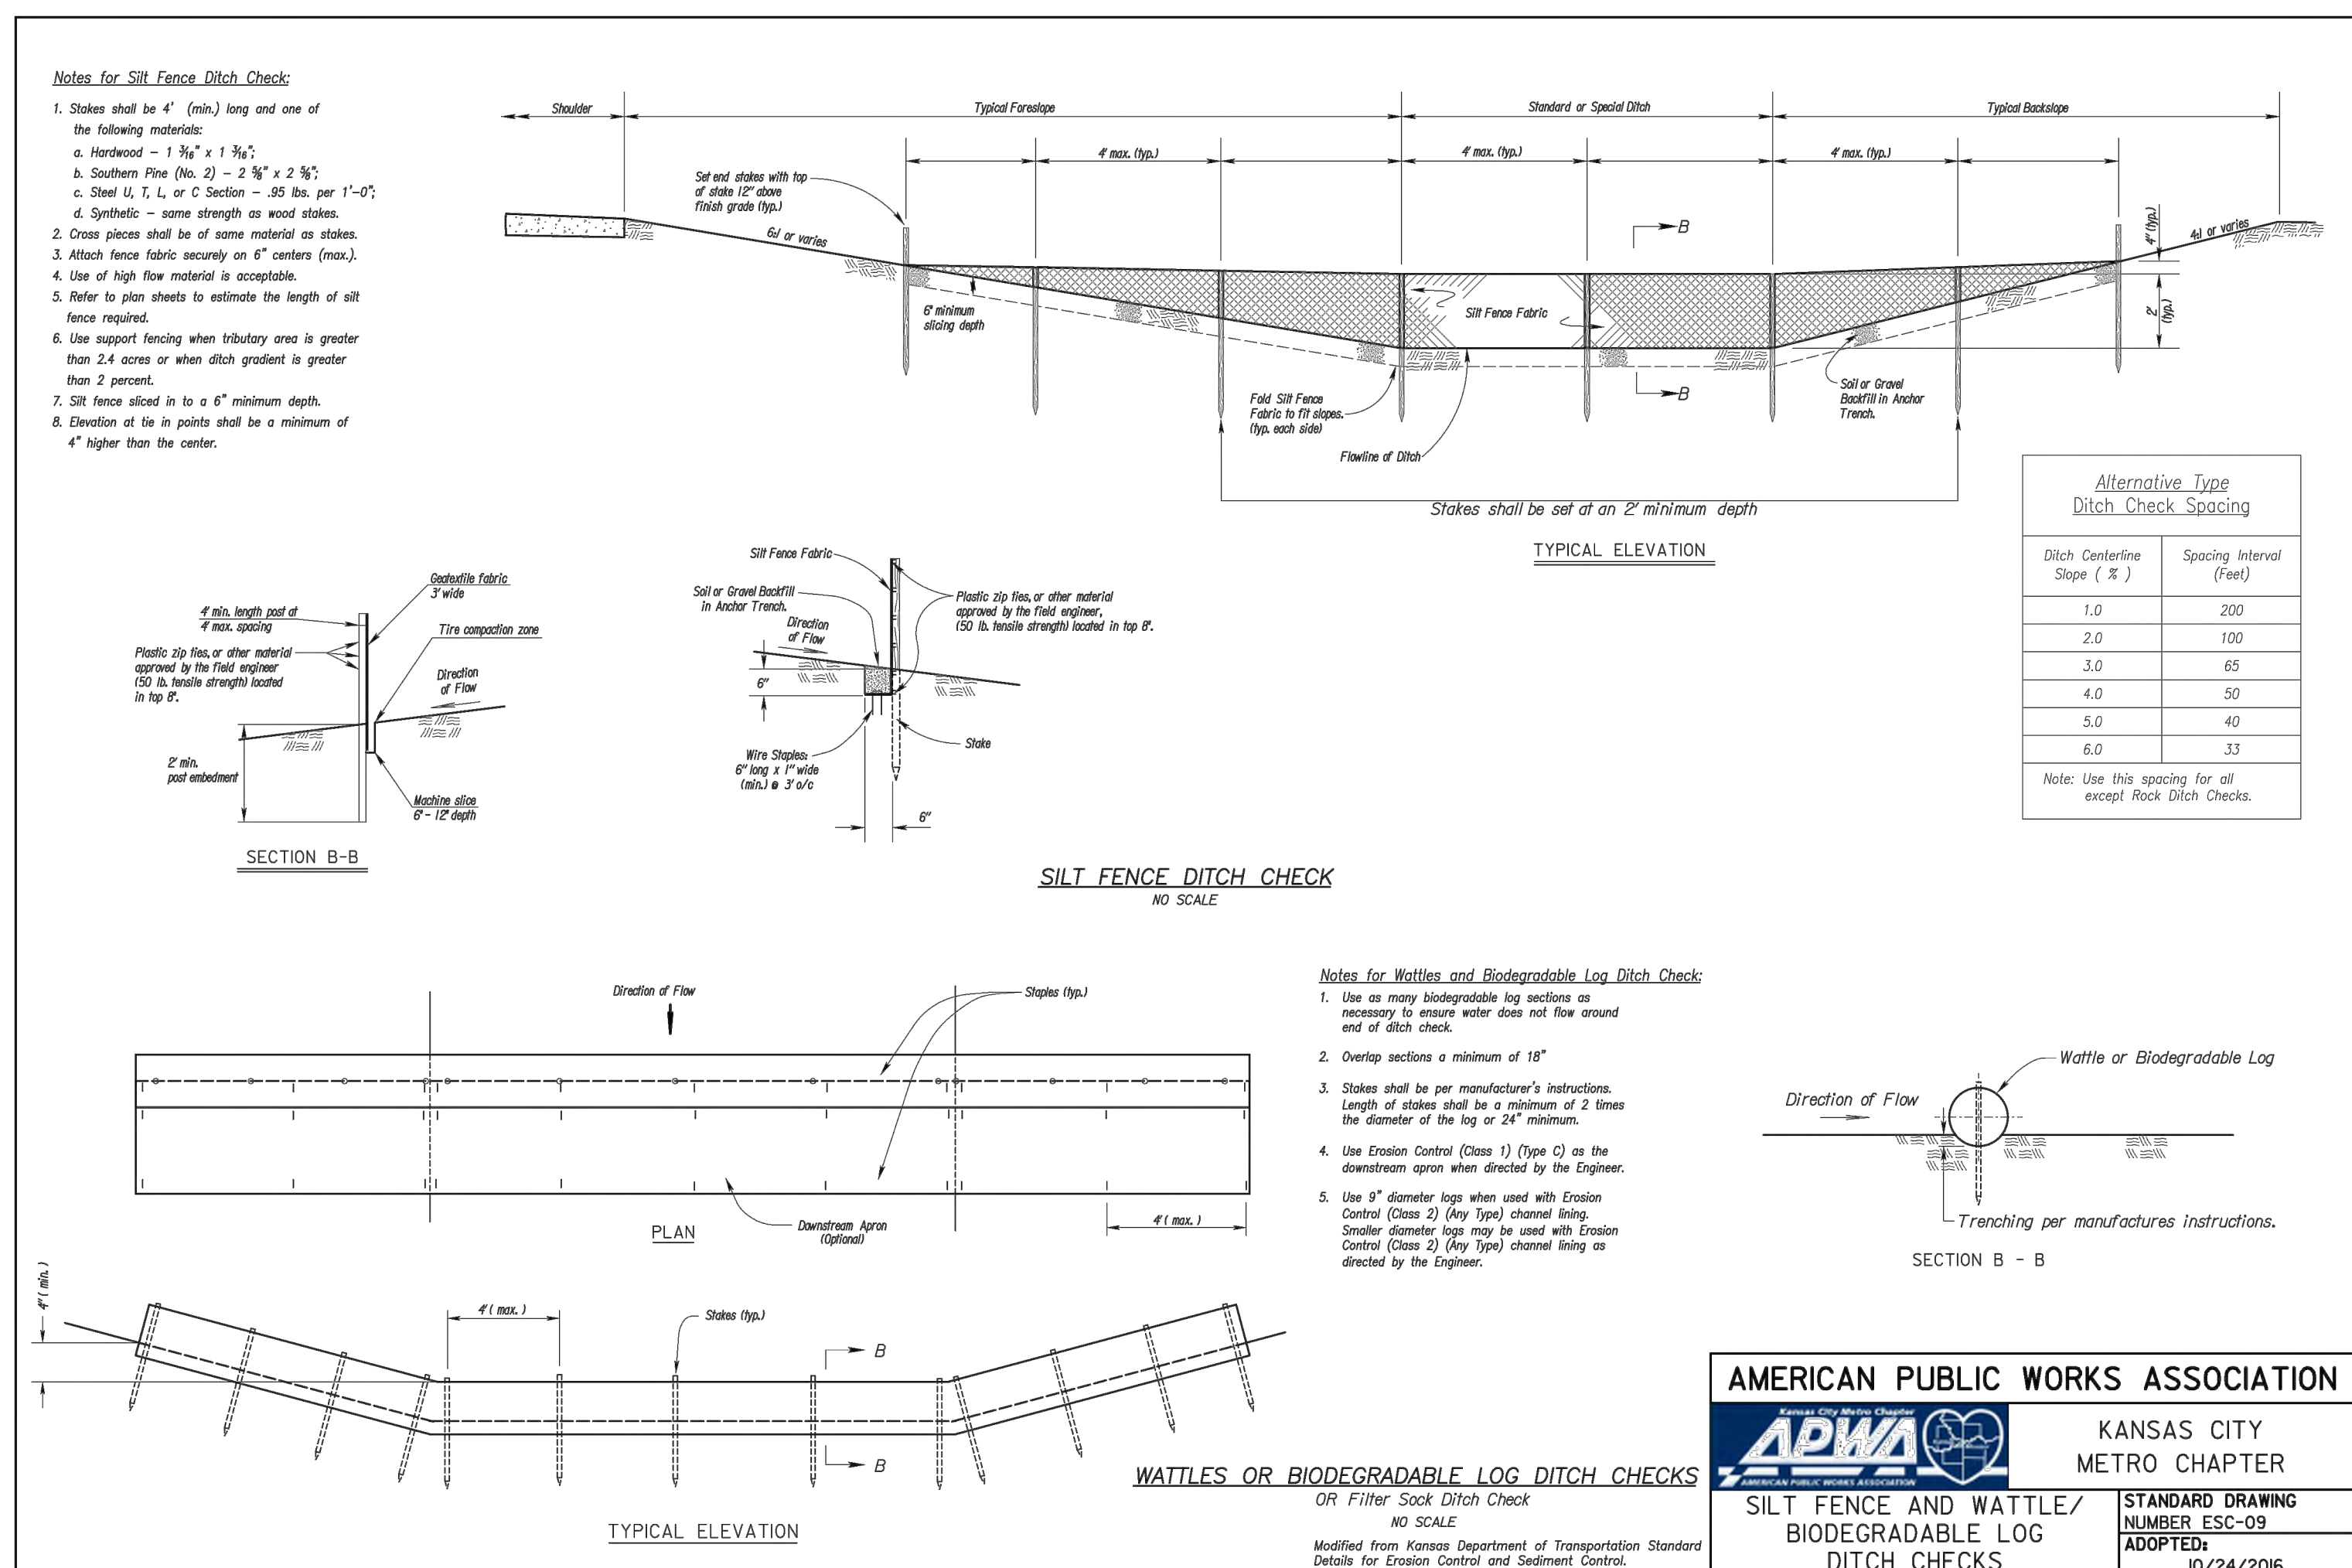 Notes for Silt Fence Ditch Check:
1. Stakes shall be 4' (min.) long and one of
the following materials:
a. Hardwood – 1 3/16" x 1 3/16";
b. Southern Pine (No. 2) – 2 5/8" x 2 5/8";
c. Steel U, T, L, or C Section – .95 lbs. per 1'–0";
d. Synthetic – same strength as wood stakes.
2. Cross pieces shall be of same material as stakes.
3. Attach fence fabric securely on 6" centers (max.).
4. Use of high flow material is acceptable.
5. Refer to plan sheets to estimate the length of silt
fence required.
6. Use support fencing when tributary area is greater
than 2.4 acres or when ditch gradient is greater
than 2 percent.
7. Silt fence sliced in to a 6" minimum depth.
8. Elevation at tie in points shall be a minimum of
4" higher than the center.
Shoulder
Typical Foreslope
Standard or Special Ditch
Typical Backslope
4' max. (typ.)
4' max. (typ.)
4' max. (typ.)
Set end stakes with top
of stake 12" above
finish grade (typ.)
6:1 or varies
B
4" (typ.)
4:1 or varies
6" minimum
slicing depth
Silt Fence Fabric
2'
(typ.)
Fold Silt Fence
Fabric to fit slopes.
(typ. each side)
B
Soil or Gravel
Backfill in Anchor
Trench.
Flowline of Ditch
Stakes shall be set at an 2' minimum depth
TYPICAL ELEVATION
Alternative Type
Ditch Check Spacing
Ditch Centerline
Slope ( % )
Spacing Interval
(Feet)
1.0 200
2.0 100
3.0 65
4.0 50
5.0 40
6.0 33
Note: Use this spacing for all
except Rock Ditch Checks.
Geotextile fabric
3' wide
4' min. length post at
4' max. spacing
Tire compaction zone
Plastic zip ties, or other material
approved by the field engineer
(50 lb. tensile strength) located
in top 8".
Direction
of Flow
2' min.
post embedment
Machine slice
6" - 12" depth
SECTION B-B
Silt Fence Fabric
Soil or Gravel Backfill
in Anchor Trench.
Direction
of Flow
Plastic zip ties, or other material
approved by the field engineer,
(50 lb. tensile strength) located in top 8".
6"
Stake
Wire Staples:
6" long x 1" wide
(min.) @ 3' o/c
6"
SILT FENCE DITCH CHECK
NO SCALE
Direction of Flow
Staples (typ.)
PLAN
Downstream Apron
(Optional)
4' ( max. )
4" ( min. )
4' ( max. )
Stakes (typ.)
B
B
TYPICAL ELEVATION
Notes for Wattles and Biodegradable Log Ditch Check:
1. Use as many biodegradable log sections as
necessary to ensure water does not flow around
end of ditch check.
2. Overlap sections a minimum of 18"
3. Stakes shall be per manufacturer's instructions.
Length of stakes shall be a minimum of 2 times
the diameter of the log or 24" minimum.
4. Use Erosion Control (Class 1) (Type C) as the
downstream apron when directed by the Engineer.
5. Use 9" diameter logs when used with Erosion
Control (Class 2) (Any Type) channel lining.
Smaller diameter logs may be used with Erosion
Control (Class 2) (Any Type) channel lining as
directed by the Engineer.
Wattle or Biodegradable Log
Direction of Flow
Trenching per manufactures instructions.
SECTION B - B
WATTLES OR BIODEGRADABLE LOG DITCH CHECKS
OR Filter Sock Ditch Check
NO SCALE
Modified from Kansas Department of Transportation Standard
Details for Erosion Control and Sediment Control.
AMERICAN PUBLIC WORKS ASSOCIATION
Kansas City Metro Chapter
APWA
AMERICAN PUBLIC WORKS ASSOCIATION
KANSAS CITY
METRO CHAPTER
SILT FENCE AND WATTLE/
BIODEGRADABLE LOG
DITCH CHECKS
STANDARD DRAWING
NUMBER ESC-09
ADOPTED:
10/24/2016